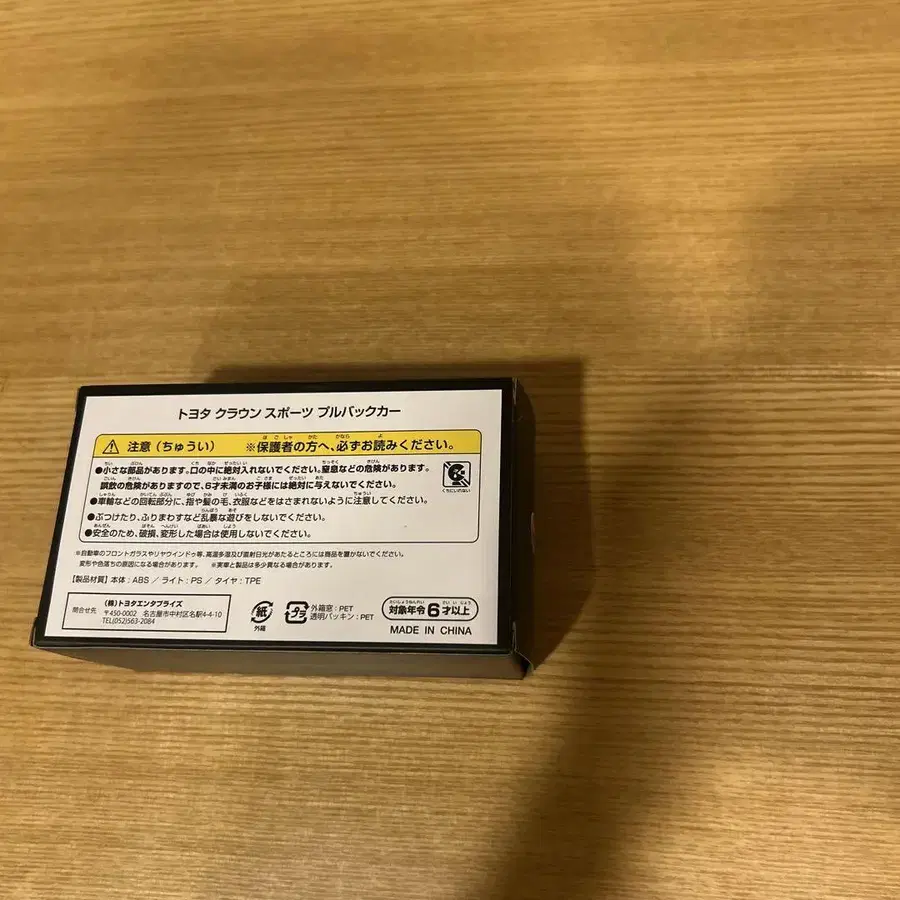 トヨタ クラウン スポーツ プルバックカー
注意（ちゅうい） ※保護者の方へ、必ずお読みください。
●小さな部品があります。口の中に絶対入れないでください。窒息などの危険があります。
誤飲の危険がありますので、6才未満のお子様には絶対に与えないでください。
●車輪などの回転部分に、指や髪の毛、衣服などをはさまれないように注意してください。
●ぶつけたり、ふりまわすなど乱暴な遊びをしないでください。
●安全のため、破損、変形した場合は使用しないでください。
くちにいれない
※自動車のフロントガラスやリヤウインドゥ等、高温多湿及び直射日光があたるところには商品を置かないでください。
変形や色落ちの原因になる場合があります。 ※実車と製品は多少異なる場合があります。
【製品材質】本体：ABS ／ ライト：PS ／ タイヤ：TPE
問合せ先
（株）トヨタエンタプライズ
〒450-0002 名古屋市中村区名駅4-4-10
TEL(052)563-2084
紙
外箱
プラ
外箱窓：PET
透明パッキン：PET
対象年令6才以上
MADE IN CHINA